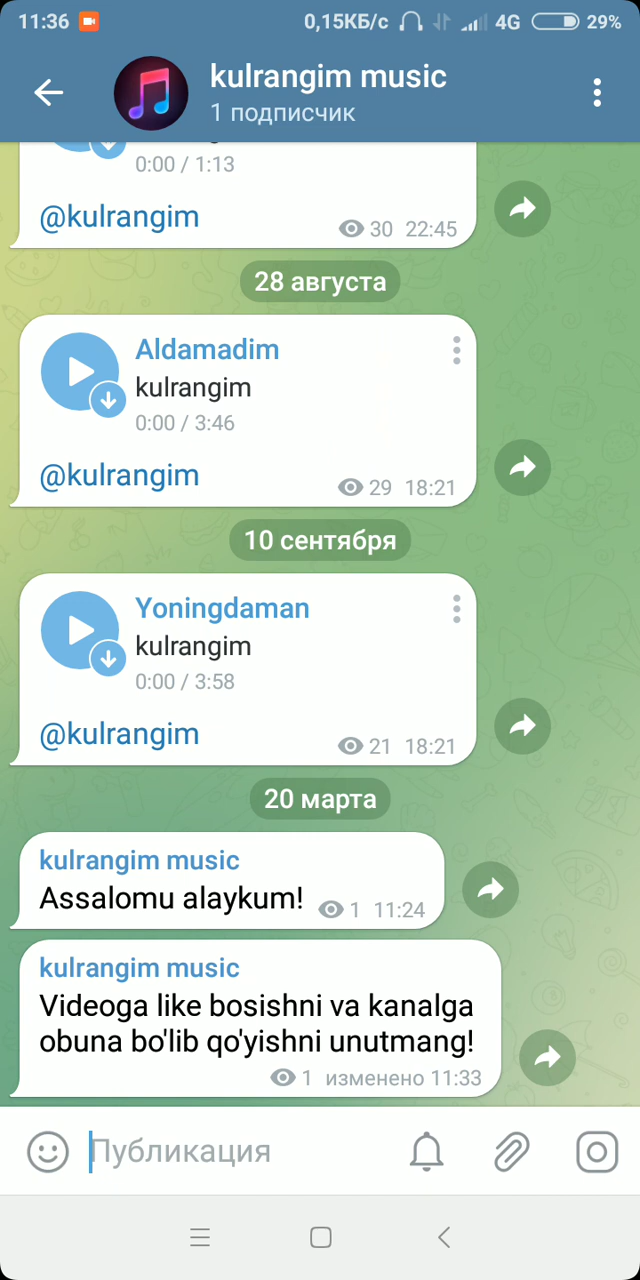 11:36 0,15КБ/с 4G 29%
kulrangim music
1 подписчик
0:00 / 1:13
@kulrangim
30 22:45
28 августа
Aldamadim
kulrangim
0:00 / 3:46
@kulrangim
29 18:21
10 сентября
Yoningdaman
kulrangim
0:00 / 3:58
@kulrangim
21 18:21
20 марта
kulrangim music
Assalomu alaykum!
1 11:24
kulrangim music
Videoga like bosishni va kanalga
obuna bo'lib qo'yishni unutmang!
1 изменено 11:33
Публикация